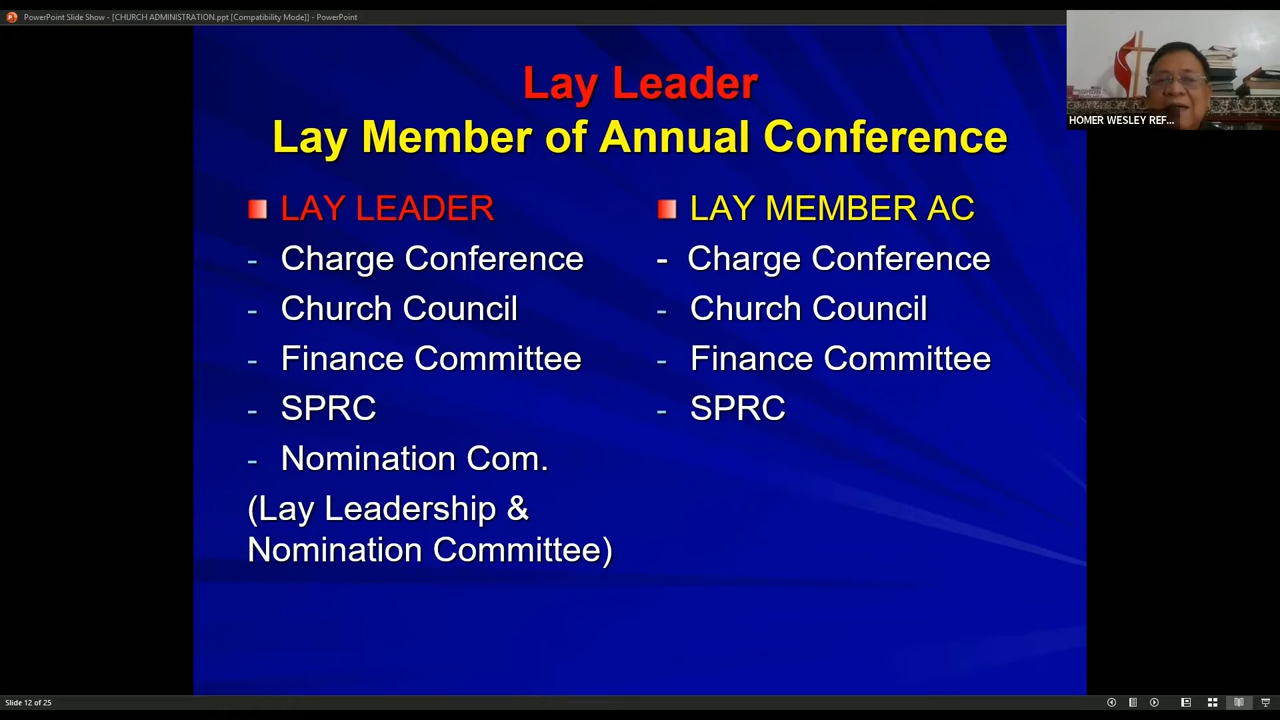 PowerPoint Slide Show - [CHURCH ADMINISTRATION.ppt [Compatibility Mode]] - PowerPoint
HOMER WESLEY REF...
Lay Leader
Lay Member of Annual Conference
LAY LEADER
- Charge Conference
- Church Council
- Finance Committee
- SPRC
- Nomination Com.
(Lay Leadership &
Nomination Committee)
LAY MEMBER AC
- Charge Conference
- Church Council
- Finance Committee
- SPRC
Slide 12 of 25